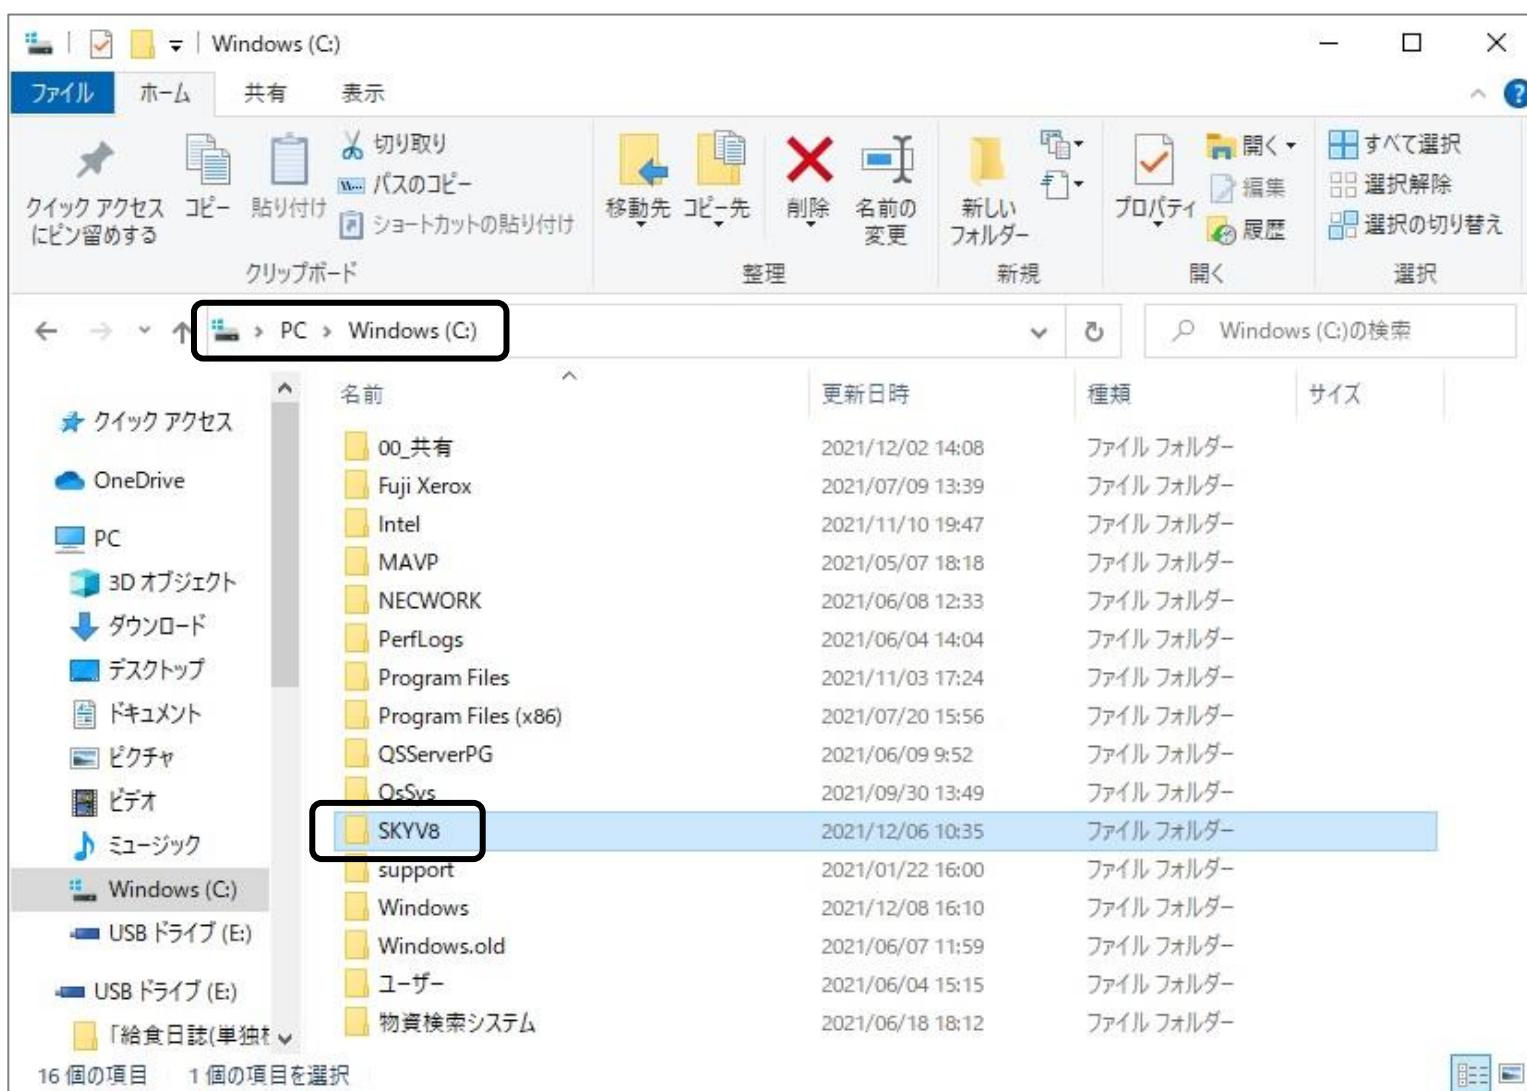 Windows (C:)
ファイル ホーム 共有 表示
クイック アクセス
にピン留めする
コピー
貼り付け
切り取り
パスのコピー
ショートカットの貼り付け
クリップボード
移動先
コピー先
削除
名前の
変更
整理
新しい
フォルダー
新規
プロパティ
開く
編集
履歴
開く
すべて選択
選択解除
選択の切り替え
選択
PC › Windows (C:)
Windows (C:)の検索
クイック アクセス
OneDrive
PC
3D オブジェクト
ダウンロード
デスクトップ
ドキュメント
ピクチャ
ビデオ
ミュージック
Windows (C:)
USB ドライブ (E:)
USB ドライブ (E:)
「給食日誌(単独
名前 更新日時 種類 サイズ
00_共有 2021/12/02 14:08 ファイル フォルダー
Fuji Xerox 2021/07/09 13:39 ファイル フォルダー
Intel 2021/11/10 19:47 ファイル フォルダー
MAVP 2021/05/07 18:18 ファイル フォルダー
NECWORK 2021/06/08 12:33 ファイル フォルダー
PerfLogs 2021/06/04 14:04 ファイル フォルダー
Program Files 2021/11/03 17:24 ファイル フォルダー
Program Files (x86) 2021/07/20 15:56 ファイル フォルダー
QSServerPG 2021/06/09 9:52 ファイル フォルダー
QsSys 2021/09/30 13:49 ファイル フォルダー
SKYV8 2021/12/06 10:35 ファイル フォルダー
support 2021/01/22 16:00 ファイル フォルダー
Windows 2021/12/08 16:10 ファイル フォルダー
Windows.old 2021/06/07 11:59 ファイル フォルダー
ユーザー 2021/06/04 15:15 ファイル フォルダー
物資検索システム 2021/06/18 18:12 ファイル フォルダー
16 個の項目 1 個の項目を選択